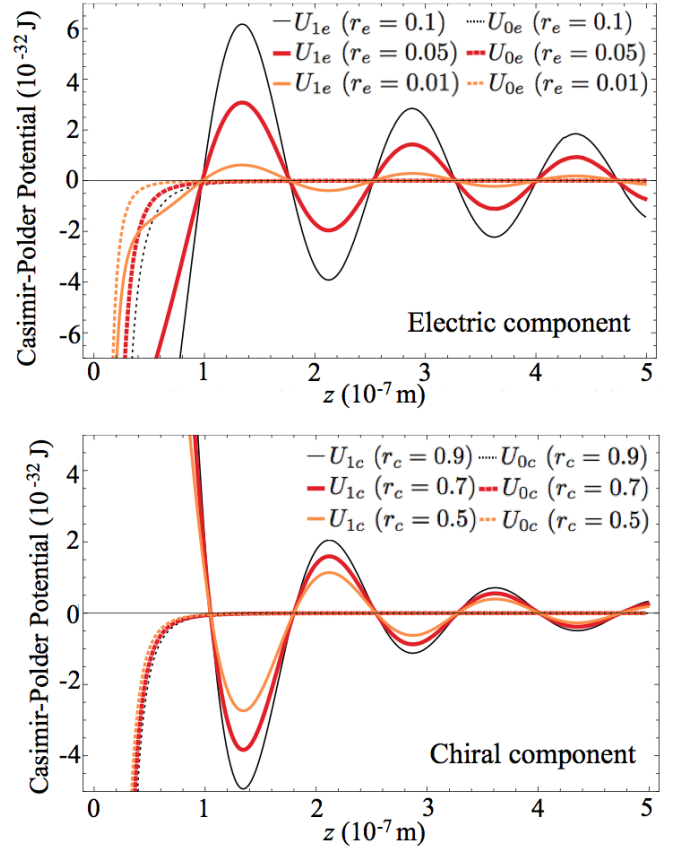 U1e (re = 0.1) U0e (re = 0.1)
U1e (re = 0.05) U0e (re = 0.05)
U1e (re = 0.01) U0e (re = 0.01)
Casimir-Polder Potential (10-32 J)
6
4
2
0
-2
-4
-6
Electric component
0 1 2 3 4 5
z (10-7 m)
U1c (rc = 0.9) U0c (rc = 0.9)
U1c (rc = 0.7) U0c (rc = 0.7)
U1c (rc = 0.5) U0c (rc = 0.5)
Casimir-Polder Potential (10-32 J)
4
2
0
-2
-4
Chiral component
0 1 2 3 4 5
z (10-7 m)